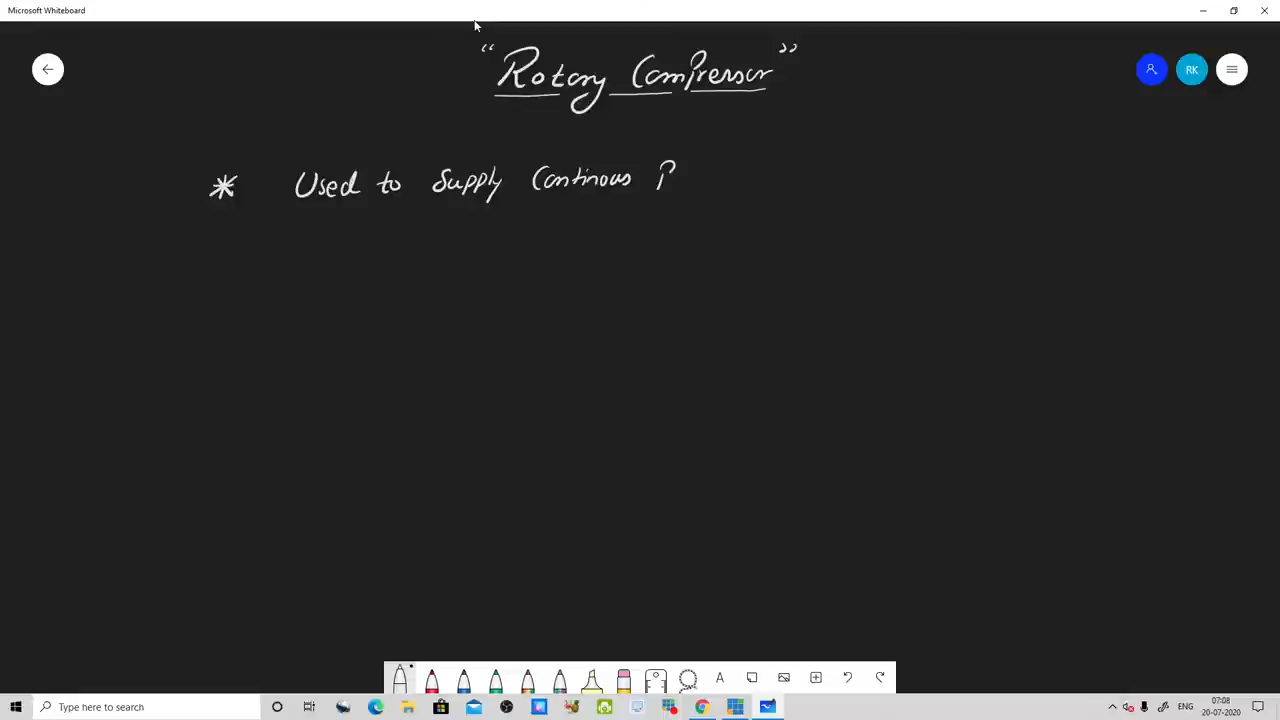 Microsoft Whiteboard
"Rotary Compressor"
RK
* Used to Supply Continous P
A
Type here to search
ENG
07:08
20-07-2020